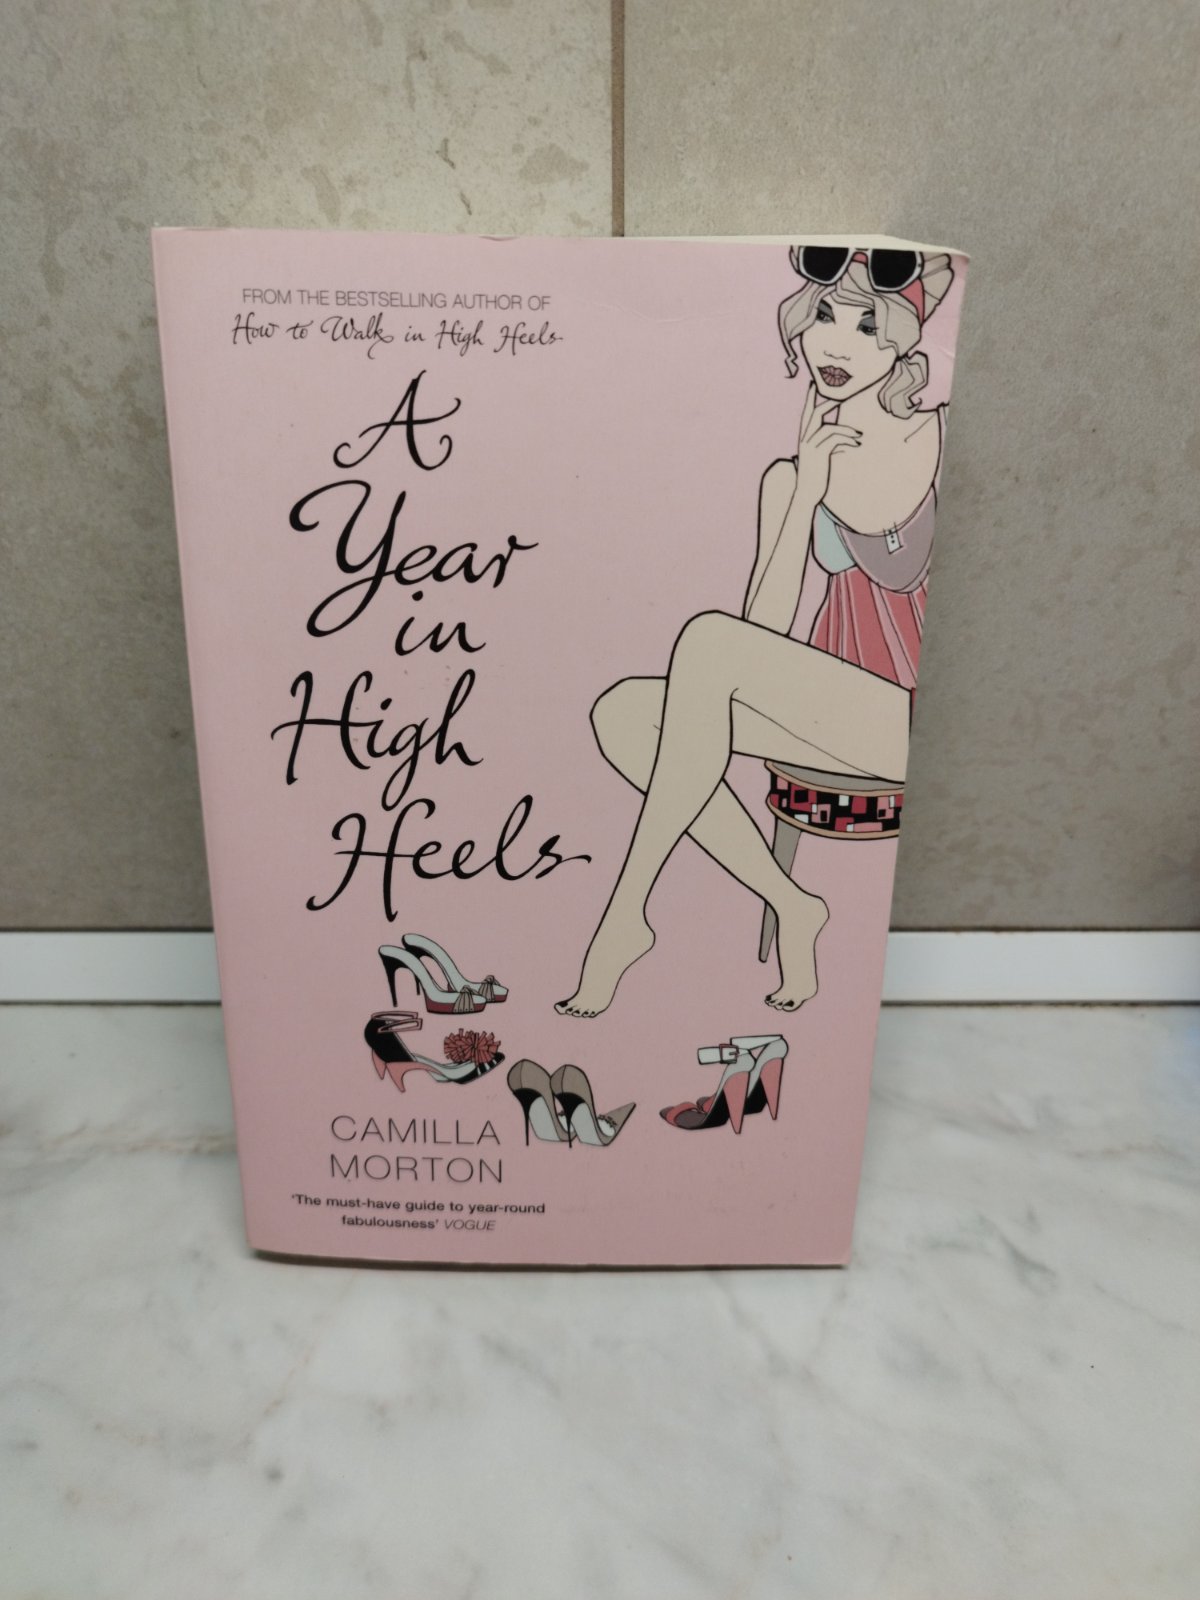 FROM THE BESTSELLING AUTHOR OF
How to Walk in High Heels
A
Year
in
High
Heels
CAMILLA
MORTON
'The must-have guide to year-round
fabulousness' VOGUE